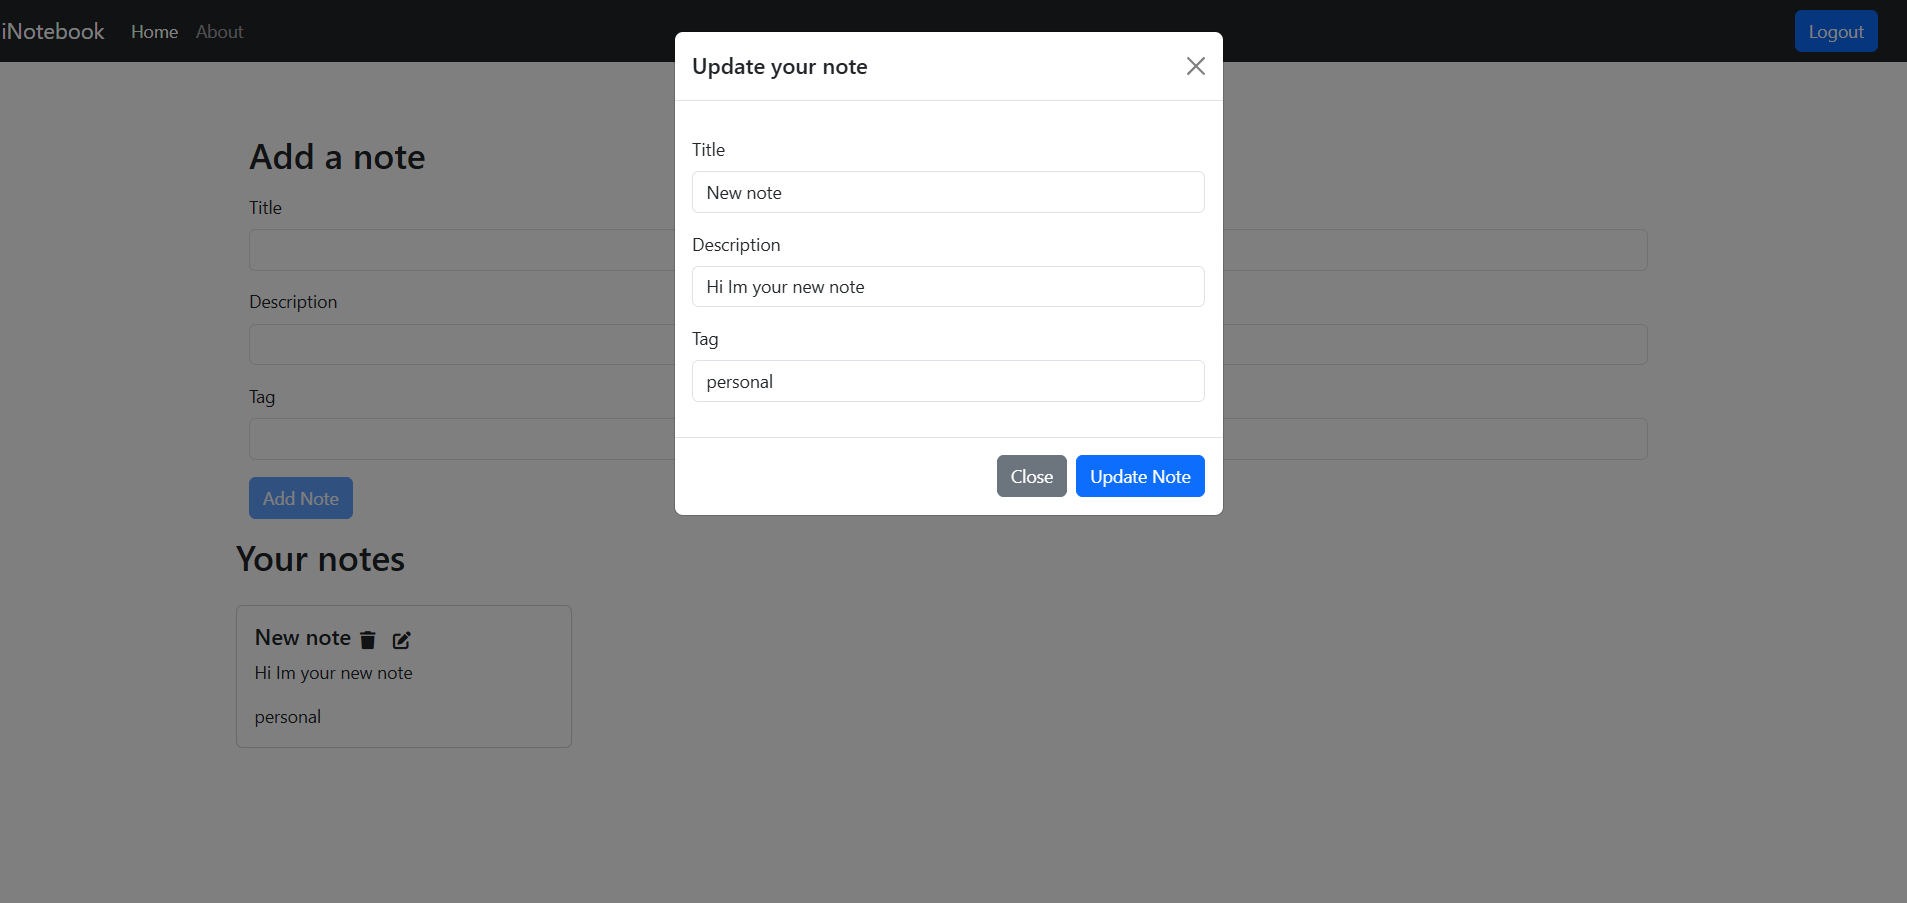 iNotebook Home About Logout
Update your note
Title
New note
Description
Hi Im your new note
Tag
personal
Close Update Note
Add a note
Title
Description
Tag
Add Note
Your notes
New note
Hi Im your new note
personal